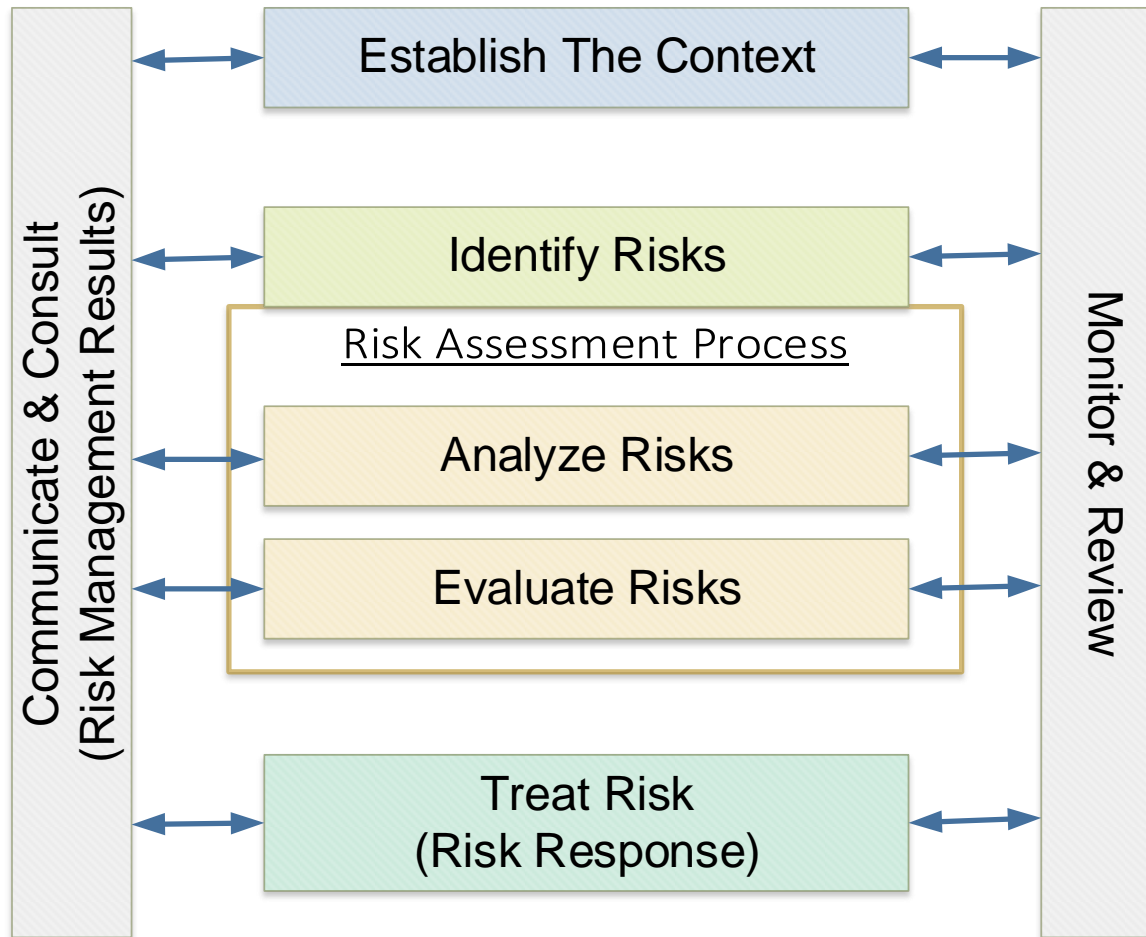 Communicate & Consult
(Risk Management Results)
Establish The Context
Identify Risks
Risk Assessment Process
Analyze Risks
Evaluate Risks
Treat Risk
(Risk Response)
Monitor & Review